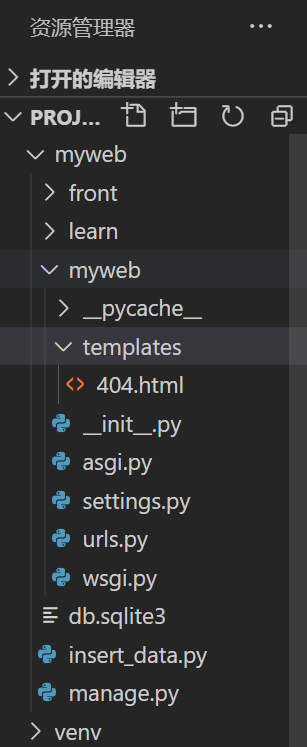 资源管理器
打开的编辑器
PROJ...
myweb
front
learn
myweb
__pycache__
templates
404.html
__init__.py
asgi.py
settings.py
urls.py
wsgi.py
db.sqlite3
insert_data.py
manage.py
venv